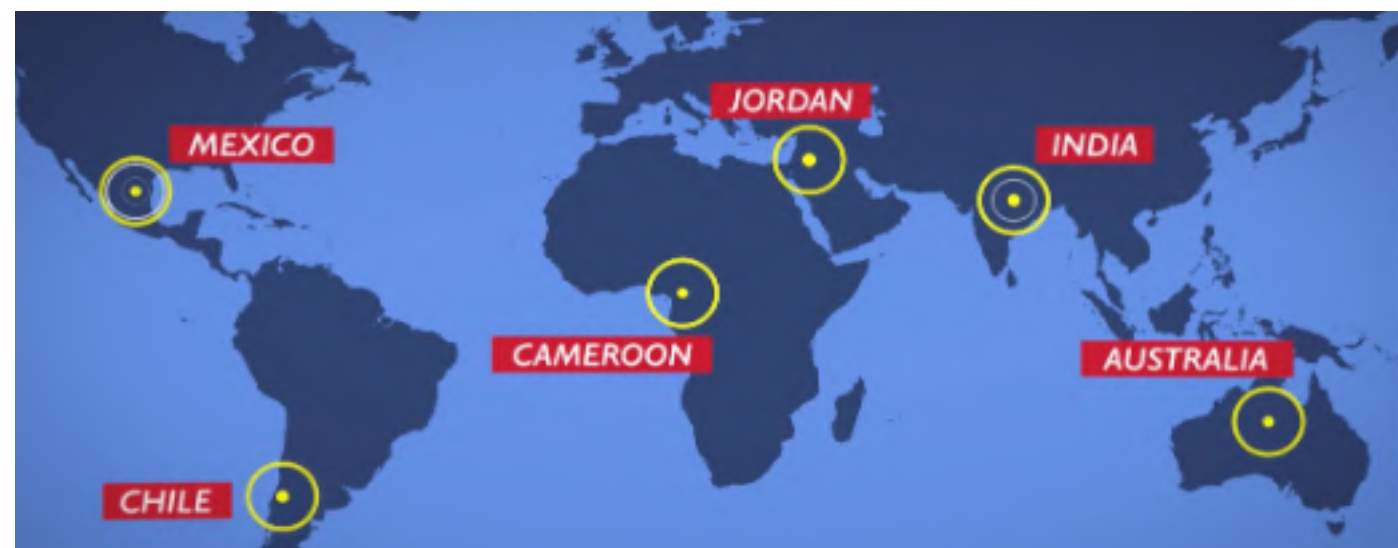 JORDAN
MEXICO
INDIA
CAMEROON
AUSTRALIA
CHILE